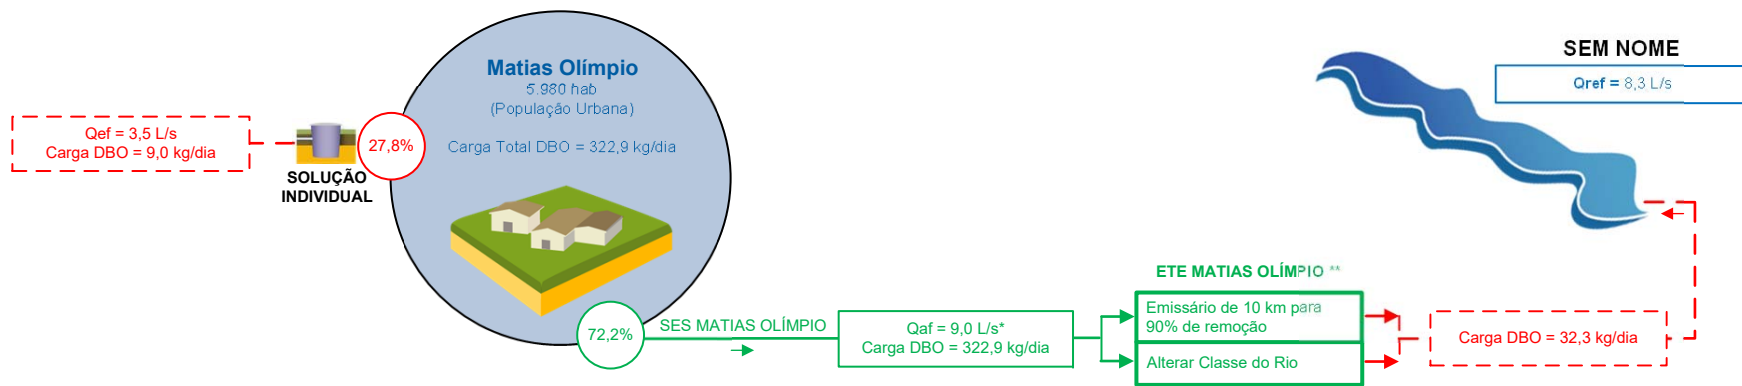 Matias Olímpio
5.980 hab
(População Urbana)
Carga Total DBO = 322,9 kg/dia
Qef = 3,5 L/s
Carga DBO = 9,0 kg/dia
27,8%
SOLUÇÃO
INDIVIDUAL
72,2%
SES MATIAS OLÍMPIO
Qaf = 9,0 L/s*
Carga DBO = 322,9 kg/dia
ETE MATIAS OLÍMPIO **
Emissário de 10 km para
90% de remoção
Alterar Classe do Rio
Carga DBO = 32,3 kg/dia
SEM NOME
Qref = 8,3 L/s